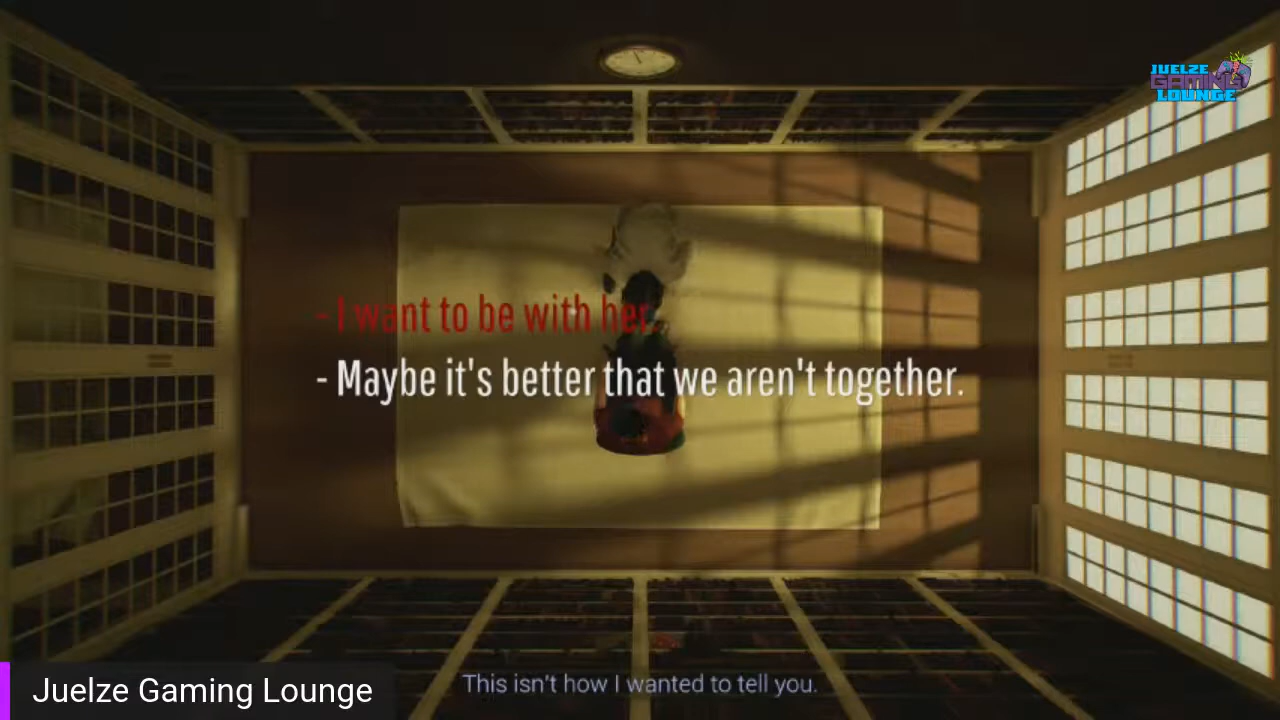 JUELZE
GAMING
LOUNGE
- I want to be with her.
- Maybe it's better that we aren't together.
This isn't how I wanted to tell you.
Juelze Gaming Lounge